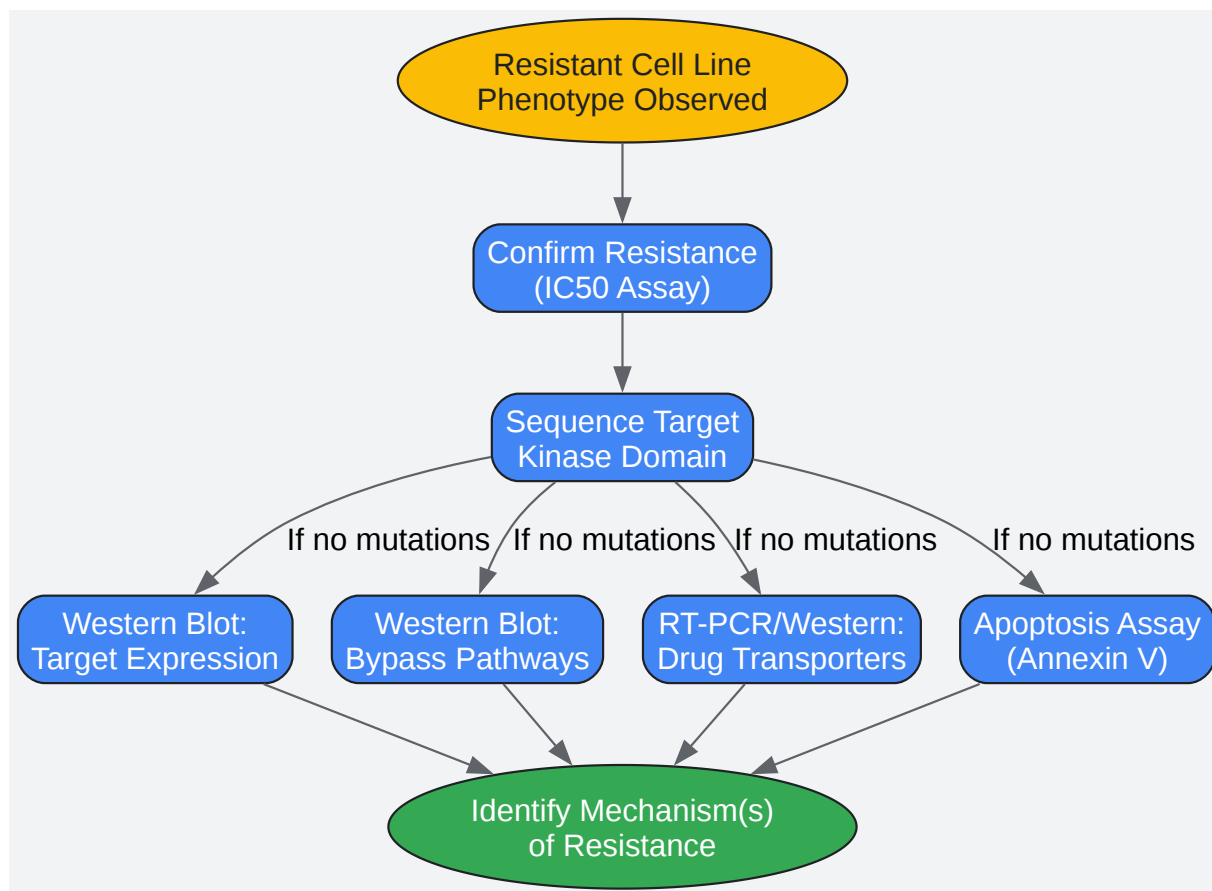 Resistant Cell Line
Phenotype Observed
Confirm Resistance
(IC50 Assay)
Sequence Target
Kinase Domain
If no mutations
If no mutations
If no mutations
If no mutations
Western Blot:
Target Expression
Western Blot:
Bypass Pathways
RT-PCR/Western:
Drug Transporters
Apoptosis Assay
(Annexin V)
Identify Mechanism(s)
of Resistance